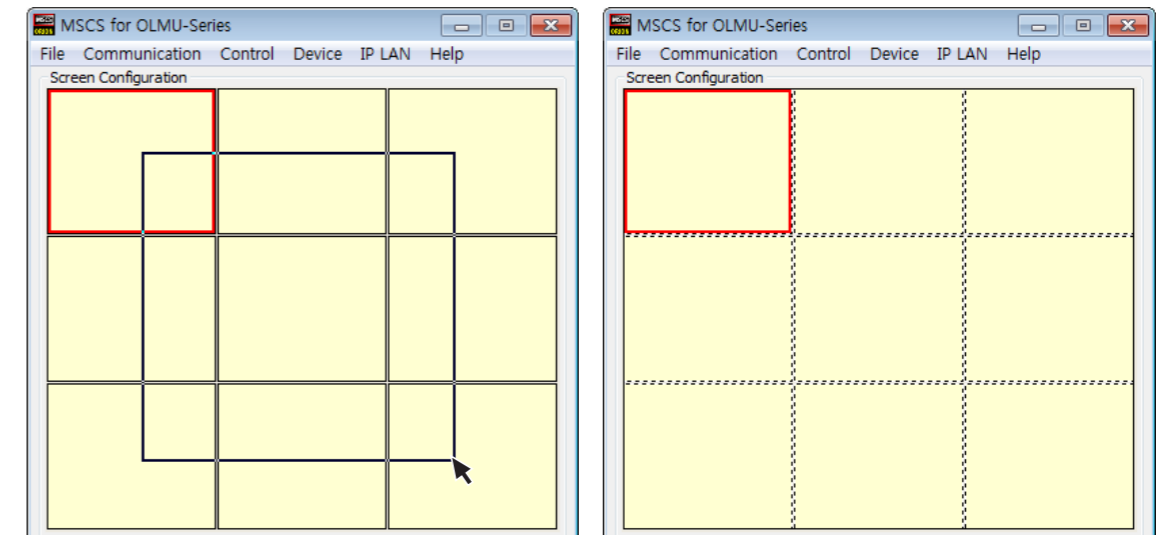 MSCS for OLMU-Series
File Communication Control Device IP LAN Help
Screen Configuration
MSCS for OLMU-Series
File Communication Control Device IP LAN Help
Screen Configuration